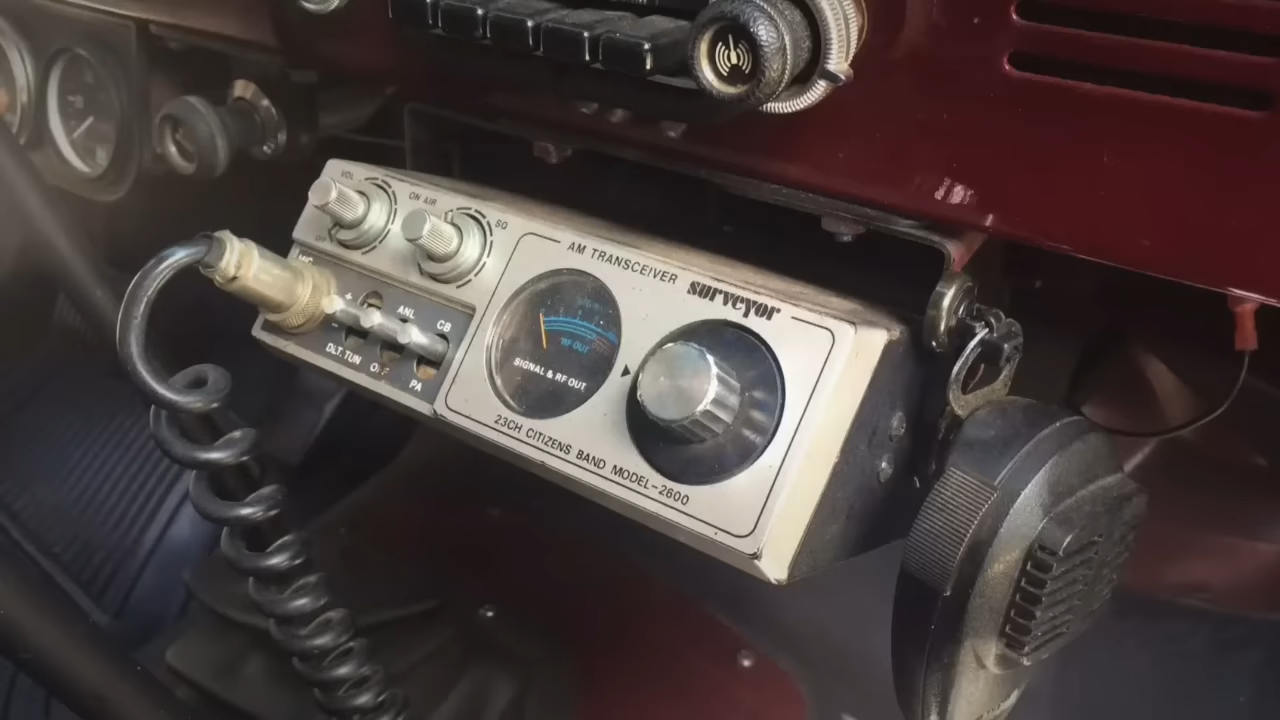 VOL
OFF
ON AIR
SQ
MIC
+
-
ANL
CB
DLT. TUN
OFF
PA
AM TRANSCEIVER
surveyor
RF OUT
SIGNAL & RF OUT
23CH CITIZENS BAND MODEL-2600